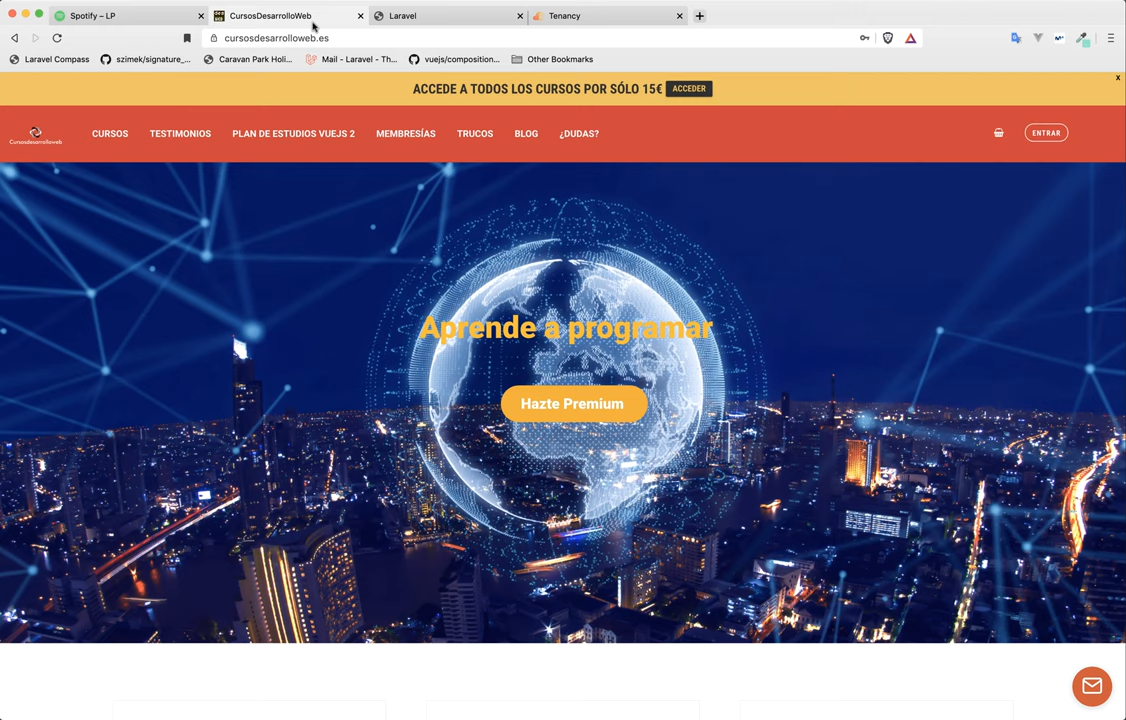 Spotify – LP
CursosDesarrolloWeb
Laravel
Tenancy
cursosdesarrolloweb.es
Laravel Compass
szimek/signature_...
Caravan Park Holi...
Mail - Laravel - Th...
vuejs/composition...
Other Bookmarks
ACCEDE A TODOS LOS CURSOS POR SÓLO 15€ ACCEDER
x
Cursosdesarrolloweb
CURSOS TESTIMONIOS PLAN DE ESTUDIOS VUEJS 2 MEMBRESÍAS TRUCOS BLOG ¿DUDAS?
ENTRAR
Aprende a programar
Hazte Premium